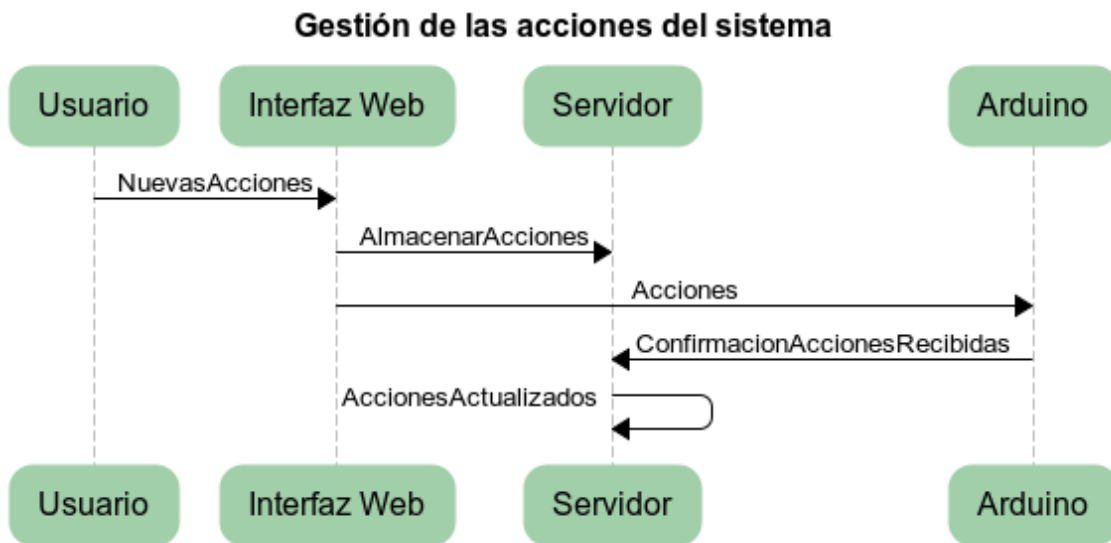 Gestión de las acciones del sistema
Usuario Interfaz Web Servidor Arduino
NuevasAcciones
AlmacenarAcciones
Acciones
ConfirmacionAccionesRecibidas
AccionesActualizados
Usuario Interfaz Web Servidor Arduino